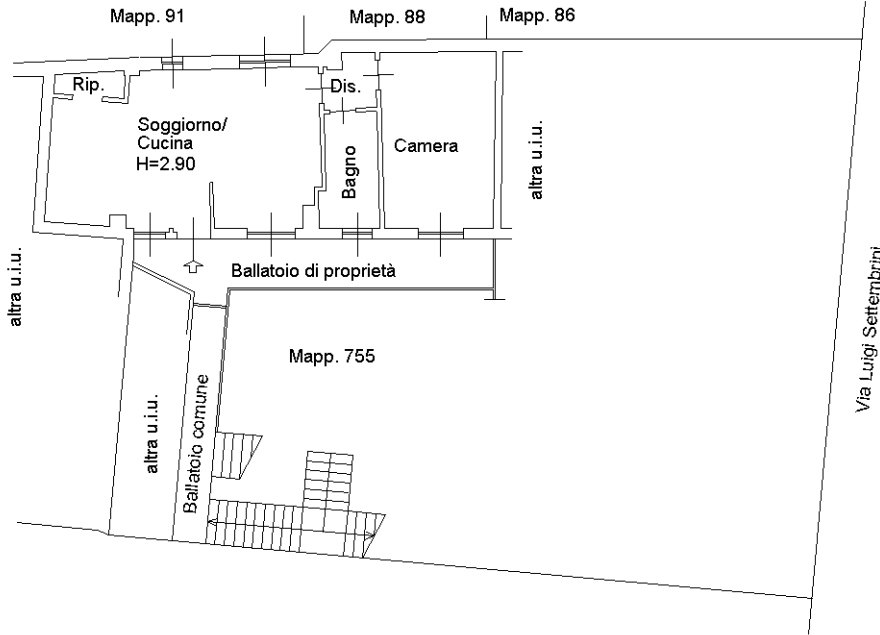 Mapp. 91
Mapp. 88
Mapp. 86
Rip.
Dis.
Soggiorno/
Cucina
H=2.90
Bagno
Camera
altra u.i.u.
altra u.i.u.
Ballatoio di proprietà
Via Luigi Settembrini
Mapp. 755
altra u.i.u.
Ballatoio comune